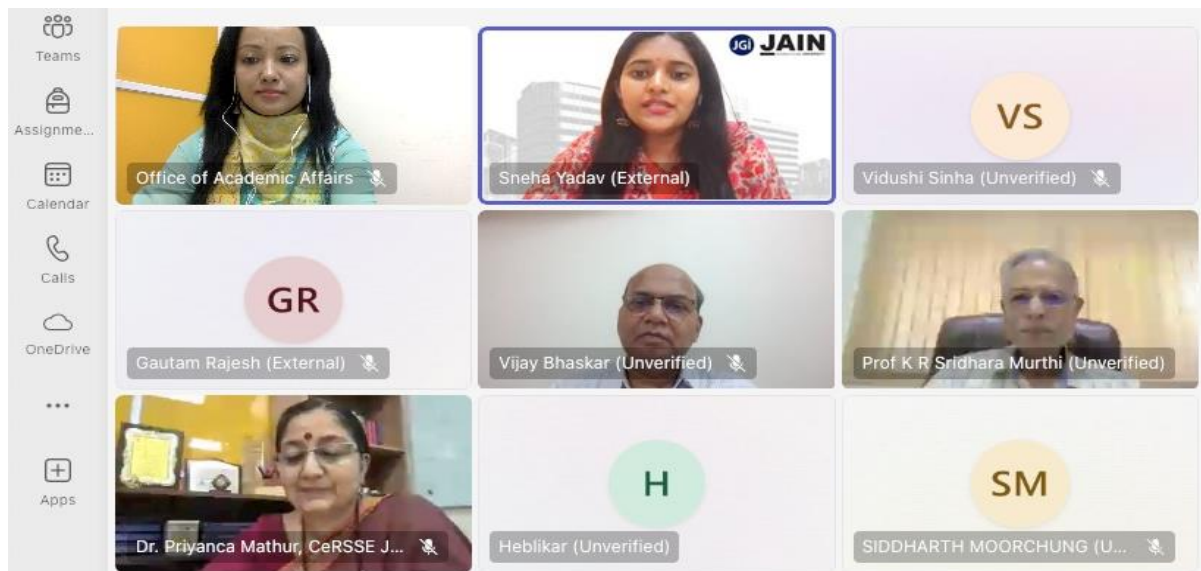 Teams
Assignme...
Calendar
Calls
OneDrive
Apps
Office of Academic Affairs
JGI JAIN
Sneha Yadav (External)
VS
Vidushi Sinha (Unverified)
GR
Gautam Rajesh (External)
Vijay Bhaskar (Unverified)
Prof K R Sridhara Murthi (Unverified)
Dr. Priyanca Mathur, CeRSSE J...
H
Heblikar (Unverified)
SM
SIDDHARTH MOORCHUNG (U...